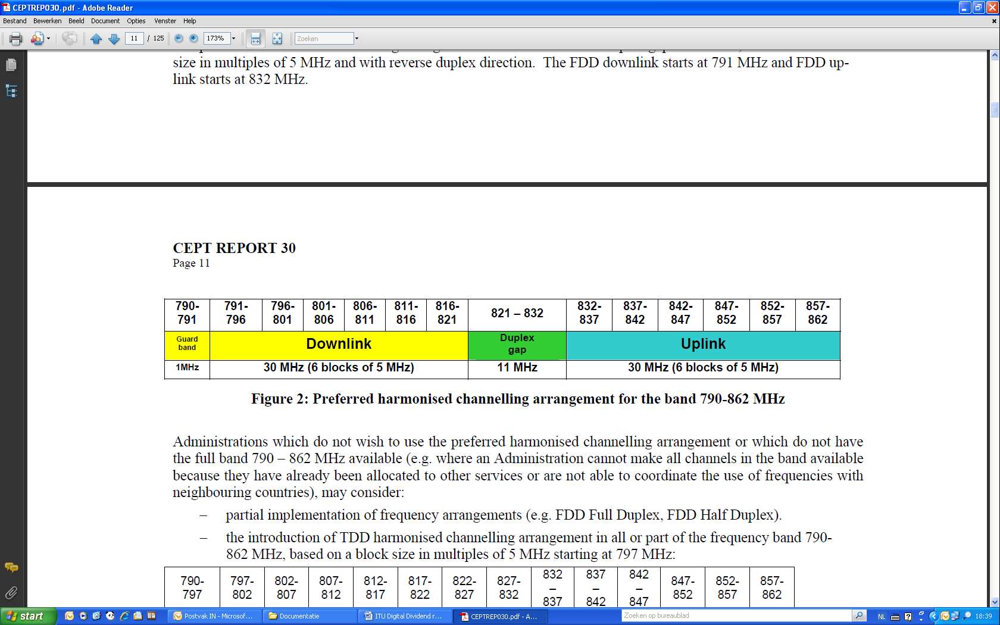 CEPTREP030.pdf - Adobe Reader
Bestand Bewerken Beeld Document Opties Venster Help
11 / 125 173% Zoeken
size in multiples of 5 MHz and with reverse duplex direction. The FDD downlink starts at 791 MHz and FDD up-
link starts at 832 MHz.
CEPT REPORT 30
Page 11
790-791 791-796 796-801 801-806 806-811 811-816 816-821 821 – 832 832-837 837-842 842-847 847-852 852-857 857-862
Guard band Downlink Duplex gap Uplink
1MHz 30 MHz (6 blocks of 5 MHz) 11 MHz 30 MHz (6 blocks of 5 MHz)
Figure 2: Preferred harmonised channelling arrangement for the band 790-862 MHz
Administrations which do not wish to use the preferred harmonised channelling arrangement or which do not have
the full band 790 – 862 MHz available (e.g. where an Administration cannot make all channels in the band available
because they have already been allocated to other services or are not able to coordinate the use of frequencies with
neighbouring countries), may consider:
– partial implementation of frequency arrangements (e.g. FDD Full Duplex, FDD Half Duplex).
– the introduction of TDD harmonised channelling arrangement in all or part of the frequency band 790-
862 MHz, based on a block size in multiples of 5 MHz starting at 797 MHz:
790-797 797-802 802-807 807-812 812-817 817-822 822-827 827-832 832 – 837 837 – 842 842 – 847 847-852 852-857 857-862
start Postvak IN - Microsof... Documentatie ITU Digital Dividend r... CEPTREP030.pdf - A... Zoeken op bureaublad NL 18:39